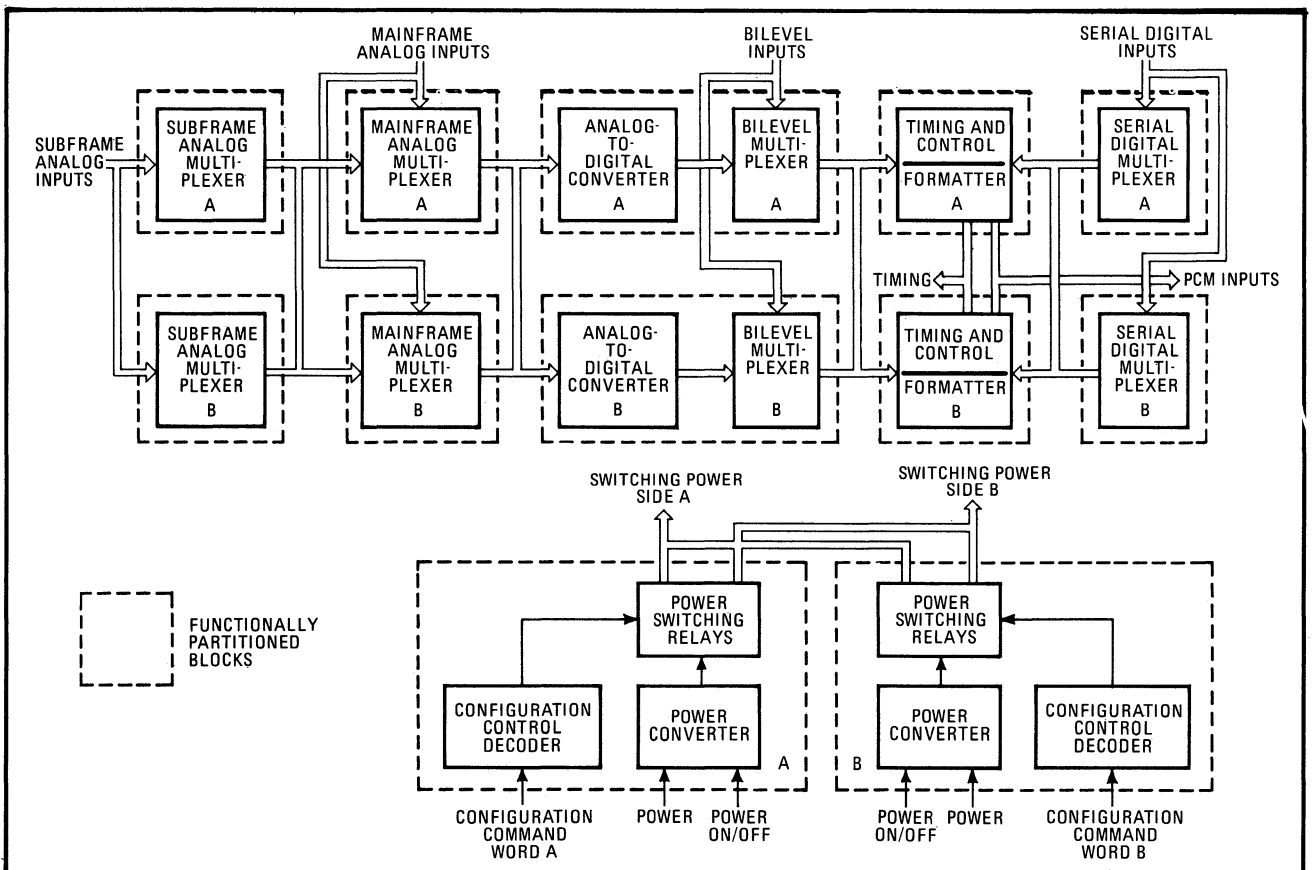 MAINFRAME
ANALOG INPUTS
BILEVEL
INPUTS
SERIAL DIGITAL
INPUTS
SUBFRAME
ANALOG
INPUTS
SUBFRAME
ANALOG
MULTI-
PLEXER
A
MAINFRAME
ANALOG
MULTI-
PLEXER
A
ANALOG-
TO-
DIGITAL
CONVERTER
A
BILEVEL
MULTI-
PLEXER
A
TIMING AND
CONTROL
FORMATTER
A
SERIAL
DIGITAL
MULTI-
PLEXER
A
TIMING
PCM INPUTS
SUBFRAME
ANALOG
MULTI-
PLEXER
B
MAINFRAME
ANALOG
MULTI-
PLEXER
B
ANALOG-
TO-
DIGITAL
CONVERTER
B
BILEVEL
MULTI-
PLEXER
B
TIMING AND
CONTROL
FORMATTER
B
SERIAL
DIGITAL
MULTI-
PLEXER
B
SWITCHING POWER
SIDE A
SWITCHING POWER
SIDE B
FUNCTIONALLY
PARTITIONED
BLOCKS
POWER
SWITCHING
RELAYS
POWER
SWITCHING
RELAYS
CONFIGURATION
CONTROL
DECODER
POWER
CONVERTER
A
B
POWER
CONVERTER
CONFIGURATION
CONTROL
DECODER
CONFIGURATION
COMMAND
WORD A
POWER
POWER
ON/OFF
POWER
ON/OFF
POWER
CONFIGURATION
COMMAND
WORD B